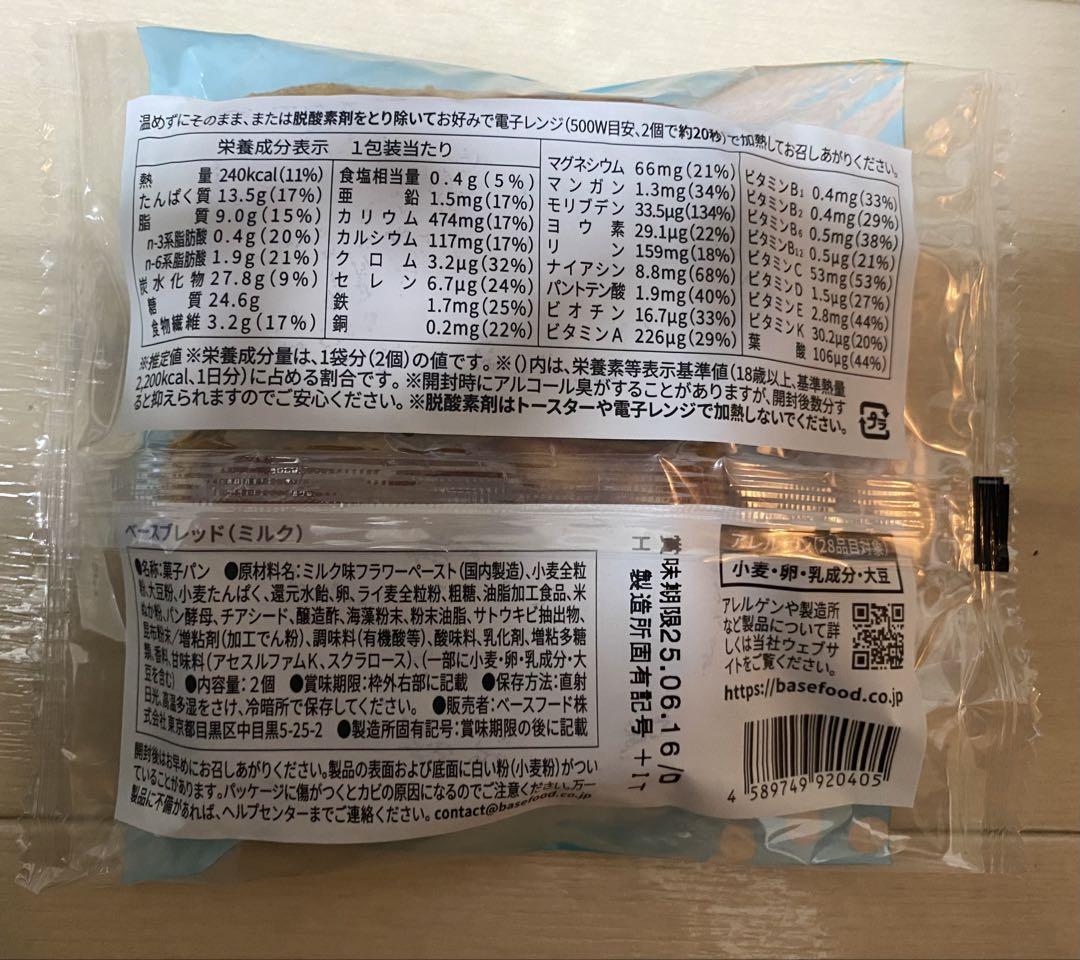 温めずにそのまま、または脱酸素剤をとり除いてお好みで電子レンジ(500W目安、2個で約20秒)で加熱してお召しあがりください。
栄養成分表示 1包装当たり
熱量 240kcal(11%)
たんぱく質 13.5g(17%)
脂質 9.0g(15%)
n-3系脂肪酸 0.4g(20%)
n-6系脂肪酸 1.9g(21%)
炭水化物 27.8g(9%)
糖質 24.6g
食物繊維 3.2g(17%)
食塩相当量 0.4g(5%)
亜鉛 1.5mg(17%)
カリウム 474mg(17%)
カルシウム 117mg(17%)
クロム 3.2µg(32%)
セレン 6.7µg(24%)
鉄 1.7mg(25%)
銅 0.2mg(22%)
マグネシウム 66mg(21%)
マンガン 1.3mg(34%)
モリブデン 33.5µg(134%)
ヨウ素 29.1µg(22%)
リン 159mg(18%)
ナイアシン 8.8mg(68%)
パントテン酸 1.9mg(40%)
ビオチン 16.7µg(33%)
ビタミンA 226µg(29%)
ビタミンB1 0.4mg(33%)
ビタミンB2 0.4mg(29%)
ビタミンB6 0.5mg(38%)
ビタミンB12 0.5µg(21%)
ビタミンC 53mg(53%)
ビタミンD 1.5µg(27%)
ビタミンE 2.8mg(44%)
ビタミンK 30.2µg(20%)
葉酸 106µg(44%)
※推定値 ※栄養成分量は、1袋分(2個)の値です。※()内は、栄養素等表示基準値(18歳以上、基準熱量
2,200kcal、1日分)に占める割合です。※開封時にアルコール臭がすることがありますが、開封後数分す
ると抑えられますのでご安心ください。※脱酸素剤はトースターや電子レンジで加熱しないでください。
プラ
ベースブレッド(ミルク)
●名称:菓子パン ●原材料名:ミルク味フラワーペースト(国内製造)、小麦全粒
粉、大豆粉、小麦たんぱく、還元水飴、卵、ライ麦全粒粉、粗糖、油脂加工食品、米
ぬか粉、パン酵母、チアシード、醸造酢、海藻粉末、粉末油脂、サトウキビ抽出物、
昆布粉末/増粘剤(加工でん粉)、調味料(有機酸等)、酸味料、乳化剤、増粘多糖
類、香料、甘味料(アセスルファムK、スクラロース)、(一部に小麦・卵・乳成分・大
豆を含む) ●内容量:2個 ●賞味期限:枠外右部に記載 ●保存方法:直射
日光、高温多湿をさけ、冷暗所で保存してください。 ●販売者:ベースフード株
式会社 東京都目黒区中目黒5-25-2 ●製造所固有記号:賞味期限の後に記載
開封後はお早めにお召しあがりください。製品の表面および底面に白い粉(小麦粉)がつい
ていることがあります。パッケージに傷がつくとカビの原因になるのでご注意ください。万一
製品に不備があれば、ヘルプセンターまでご連絡ください。contact@basefood.co.jp
賞味期限25.06.16/
製造所固有記号
アレルゲン(28品目対象)
小麦・卵・乳成分・大豆
アレルゲンや製造所
など製品について詳
しくは当社ウェブサ
イトをご覧ください。
https://basefood.co.jp
4 589749 920405